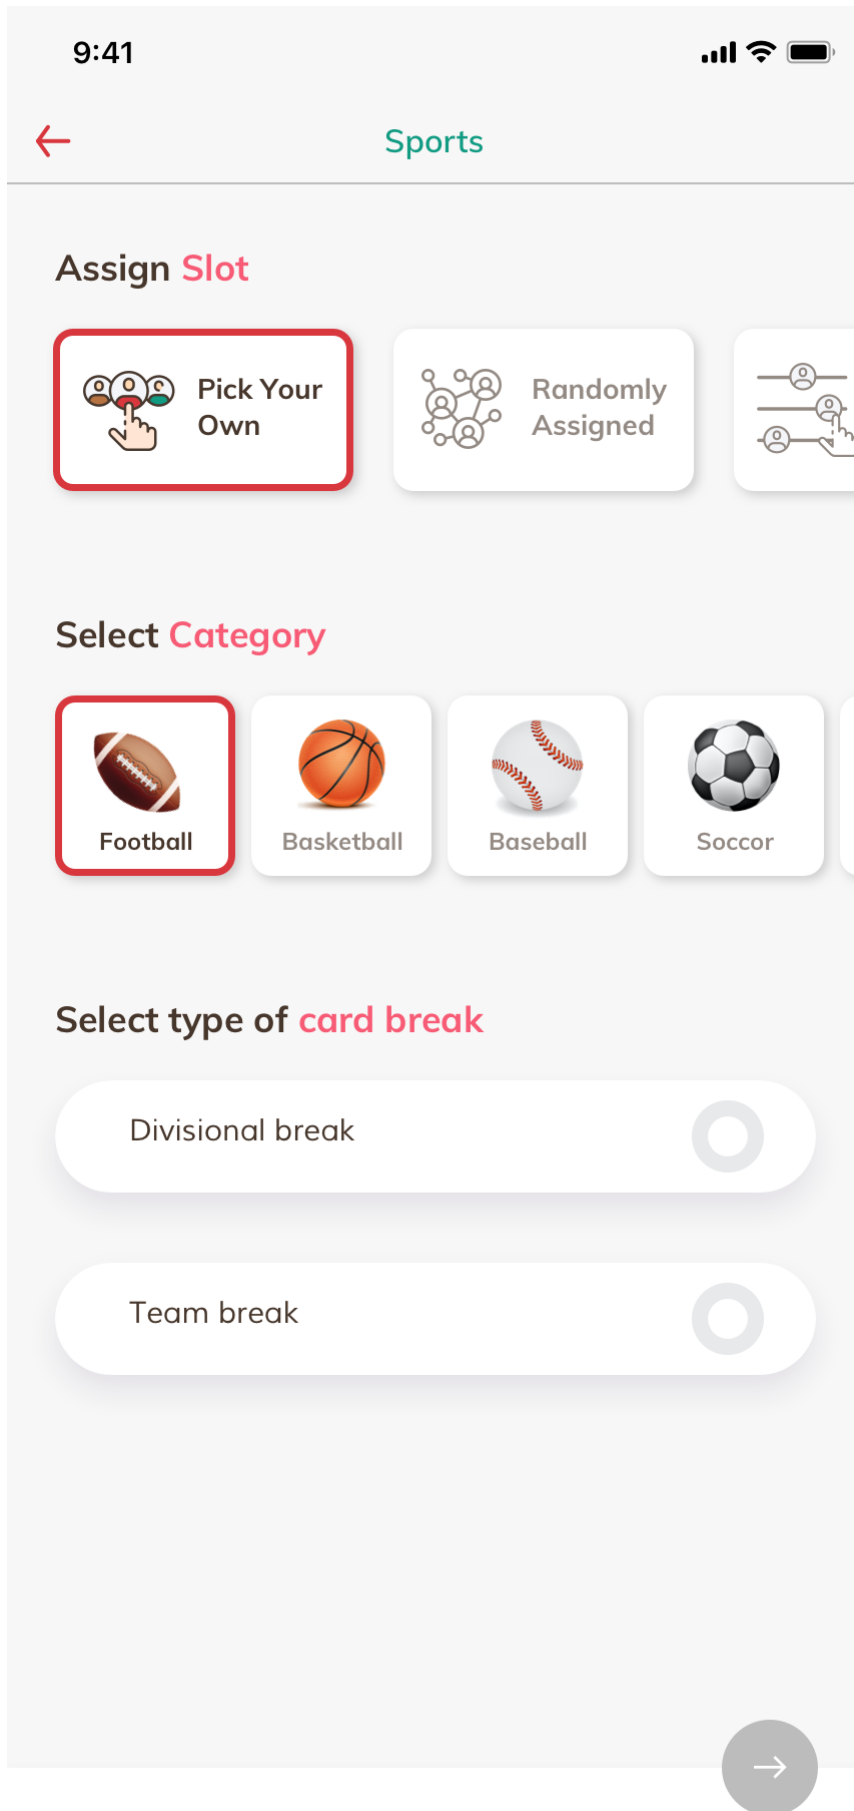 9:41
Sports
Assign Slot
Pick Your
Own
Randomly
Assigned
Select Category
Football
Basketball
Baseball
Soccor
Select type of card break
Divisional break
Team break